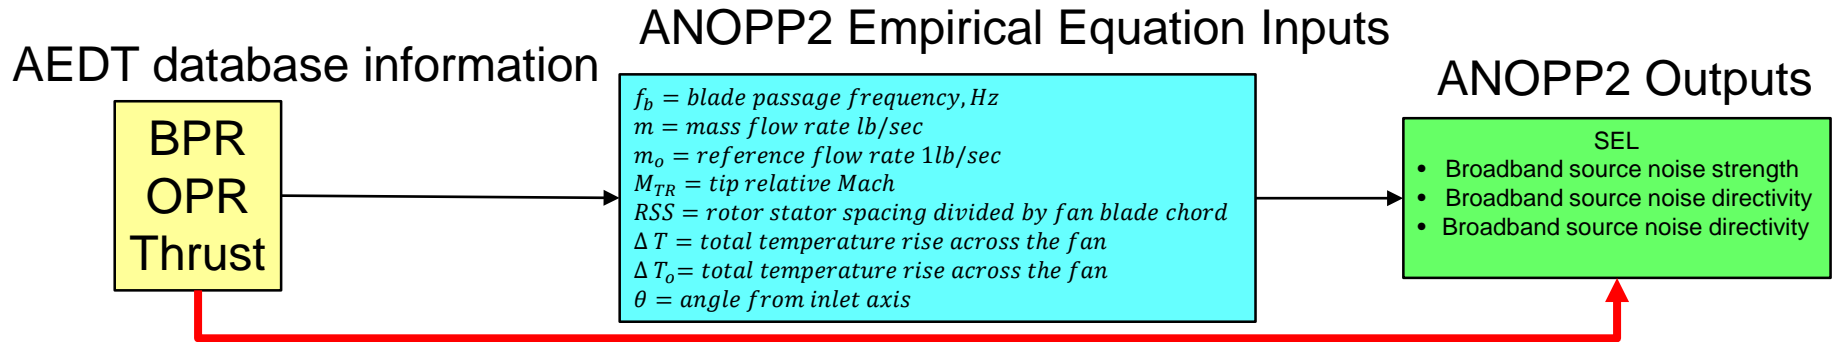 AEDT database information
BPR
OPR
Thrust
ANOPP2 Empirical Equation Inputs
f_b = blade passage frequency, Hz
m = mass flow rate lb/sec
m_o = reference flow rate 1lb/sec
M_TR = tip relative Mach
RSS = rotor stator spacing divided by fan blade chord
Δ T = total temperature rise across the fan
Δ T_o = total temperature rise across the fan
θ = angle from inlet axis
ANOPP2 Outputs
SEL
• Broadband source noise strength
• Broadband source noise directivity
• Broadband source noise directivity